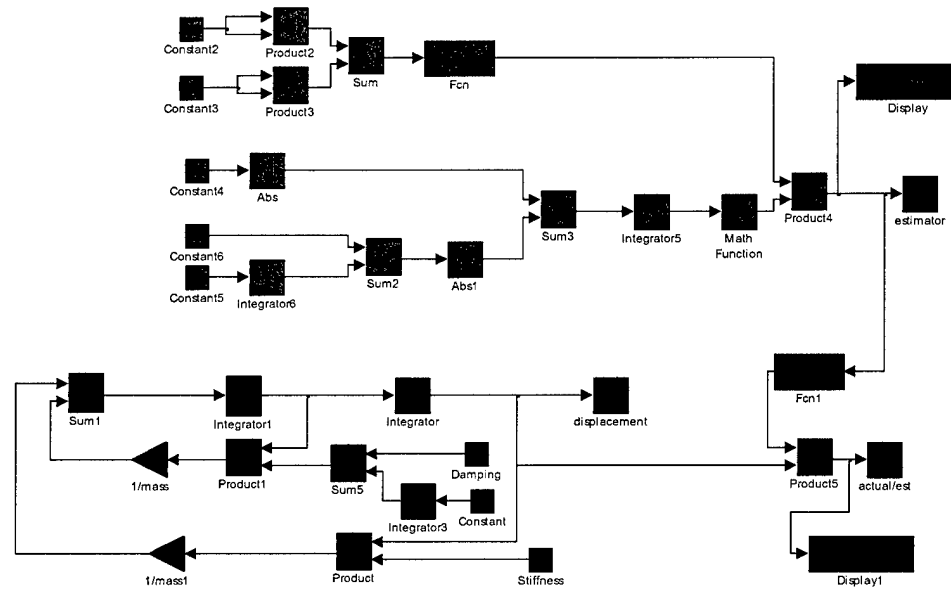 Constant2
Product2
Sum
Fcn
Constant3
Product3
Display
Constant4
Abs
Sum3
Integrator5
Math
Function
Product4
estimator
Constant6
Constant5
Integrator6
Sum2
Abs1
Fcn1
Sum1
Integrator1
Integrator
displacement
1/mass
Product1
Sum5
Damping
Integrator3
Constant
Product5
actual/est
1/mass1
Product
Stiffness
Display1